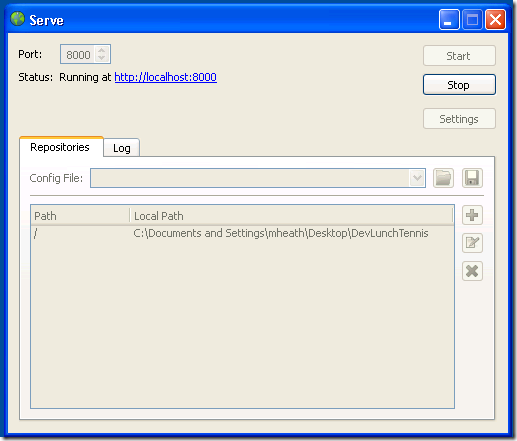 Serve
Port: 8000 Start
Status: Running at http://localhost:8000 Stop
Settings
Repositories Log
Config File:
Path Local Path
/ C:\Documents and Settings\mheath\Desktop\DevLunchTennis